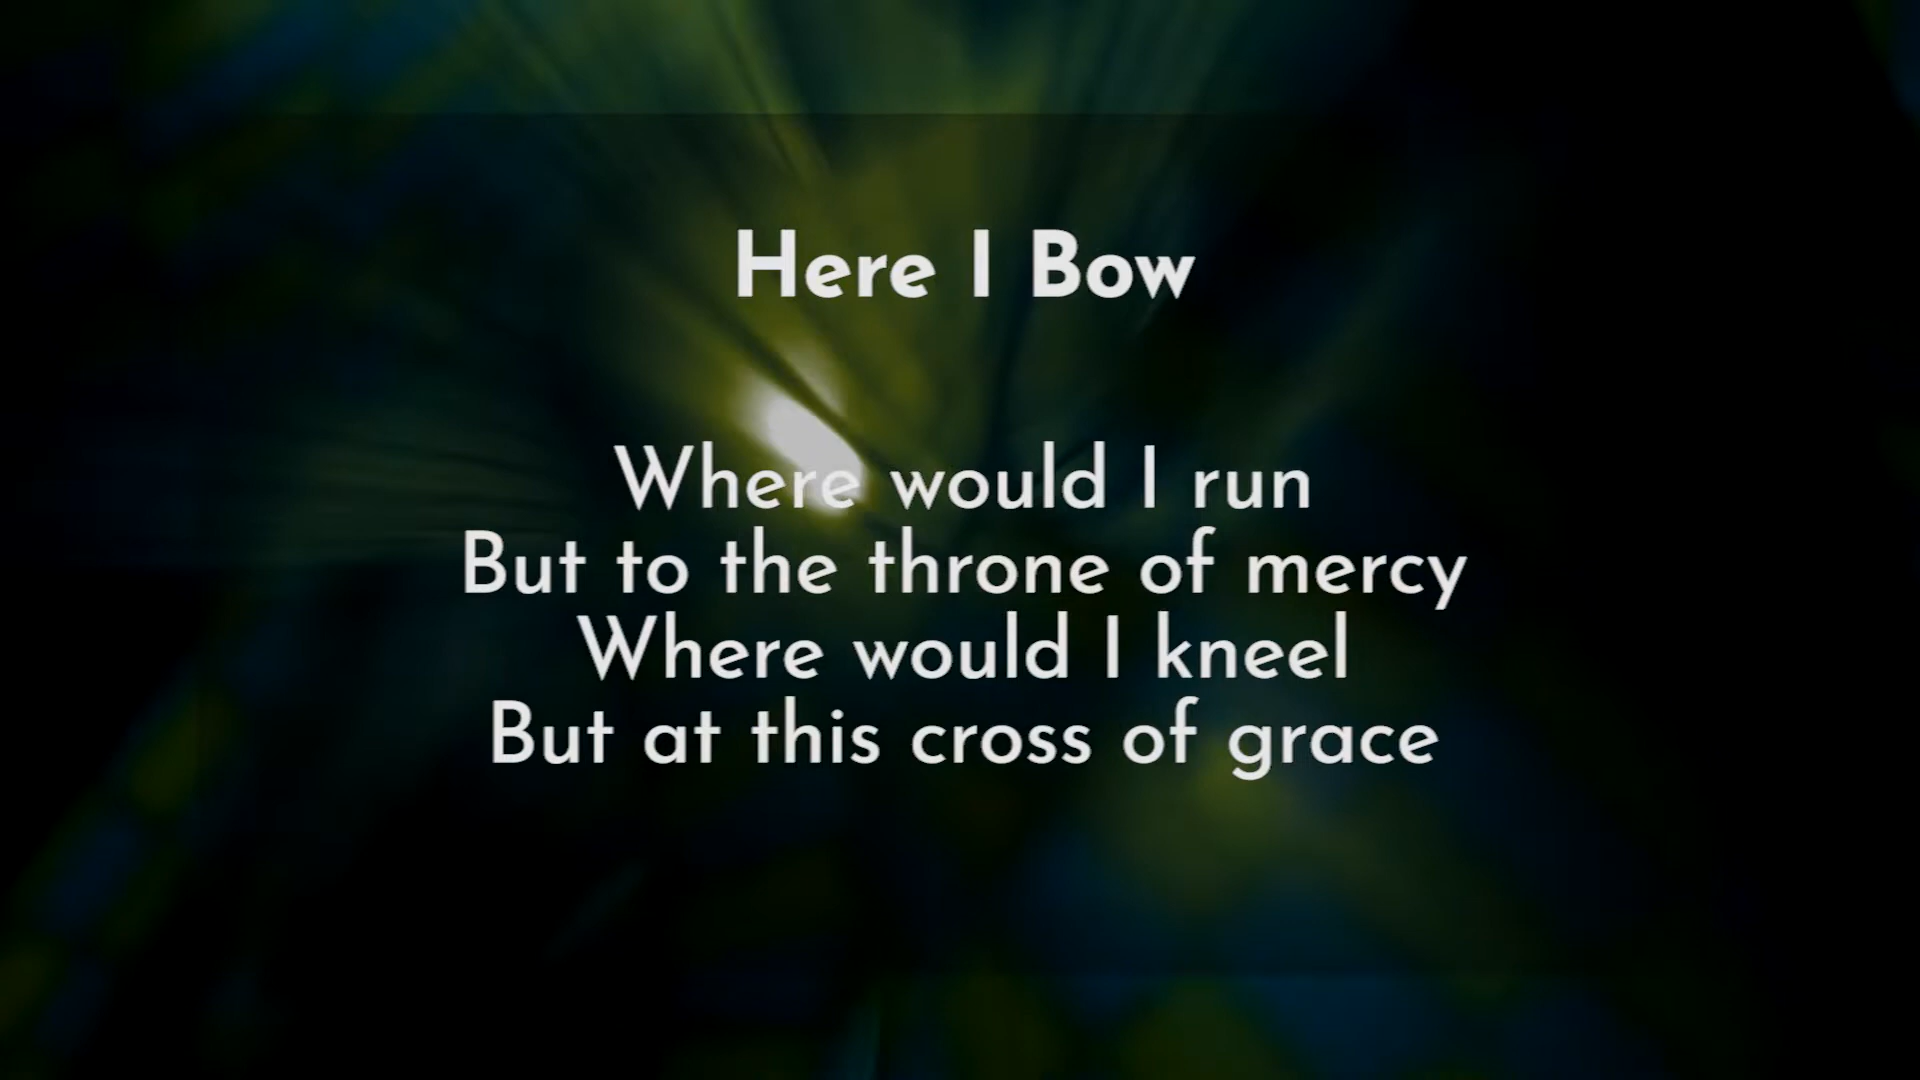 Here I Bow
Where would I run
But to the throne of mercy
Where would I kneel
But at this cross of grace